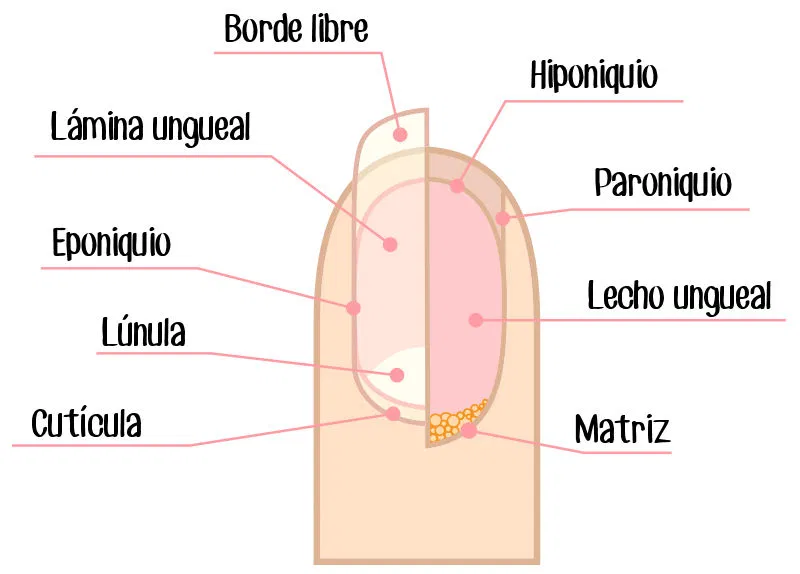 Borde libre
Hiponiquio
Lámina ungueal
Paroniquio
Eponiquio
Lecho ungueal
Lúnula
Cutícula
Matriz